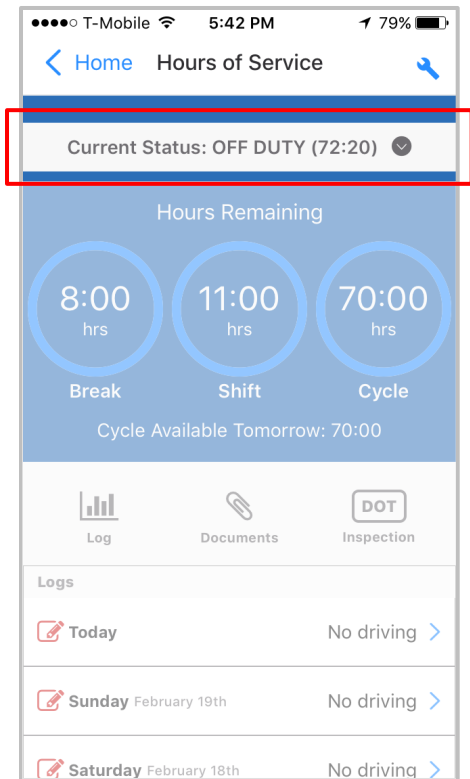 T-Mobile 5:42 PM 79%
Home Hours of Service
Current Status: OFF DUTY (72:20)
Hours Remaining
8:00 11:00 70:00
hrs hrs hrs
Break Shift Cycle
Cycle Available Tomorrow: 70:00
DOT
Log Documents Inspection
Logs
Today No driving
Sunday February 19th No driving
Saturday February 18th No driving